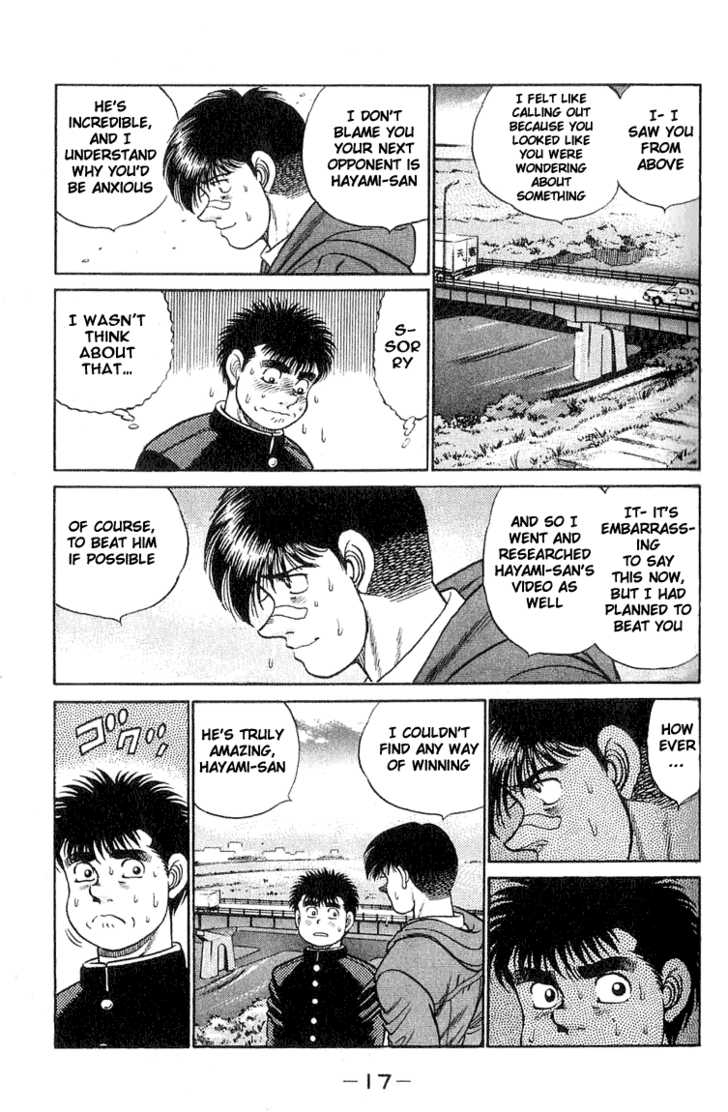 I- I
SAW YOU
FROM
ABOVE
I FELT LIKE
CALLING OUT
BECAUSE YOU
LOOKED LIKE
YOU WERE
WONDERING
ABOUT
SOMETHING
I DON'T
BLAME YOU
YOUR NEXT
OPPONENT IS
HAYAMI-SAN
HE'S
INCREDIBLE,
AND I
UNDERSTAND
WHY YOU'D
BE ANXIOUS
S-
SOR
RY
I WASN'T
THINK
ABOUT
THAT...
IT- IT'S
EMBARRASS-
ING
TO SAY
THIS NOW,
BUT I HAD
PLANNED TO
BEAT YOU
AND SO I
WENT AND
RESEARCHED
HAYAMI-SAN'S
VIDEO AS
WELL
OF COURSE,
TO BEAT HIM
IF POSSIBLE
HOW
EVER
...
I COULDN'T
FIND ANY WAY
OF WINNING
HE'S TRULY
AMAZING,
HAYAMI-SAN
ゴクッ
—17—